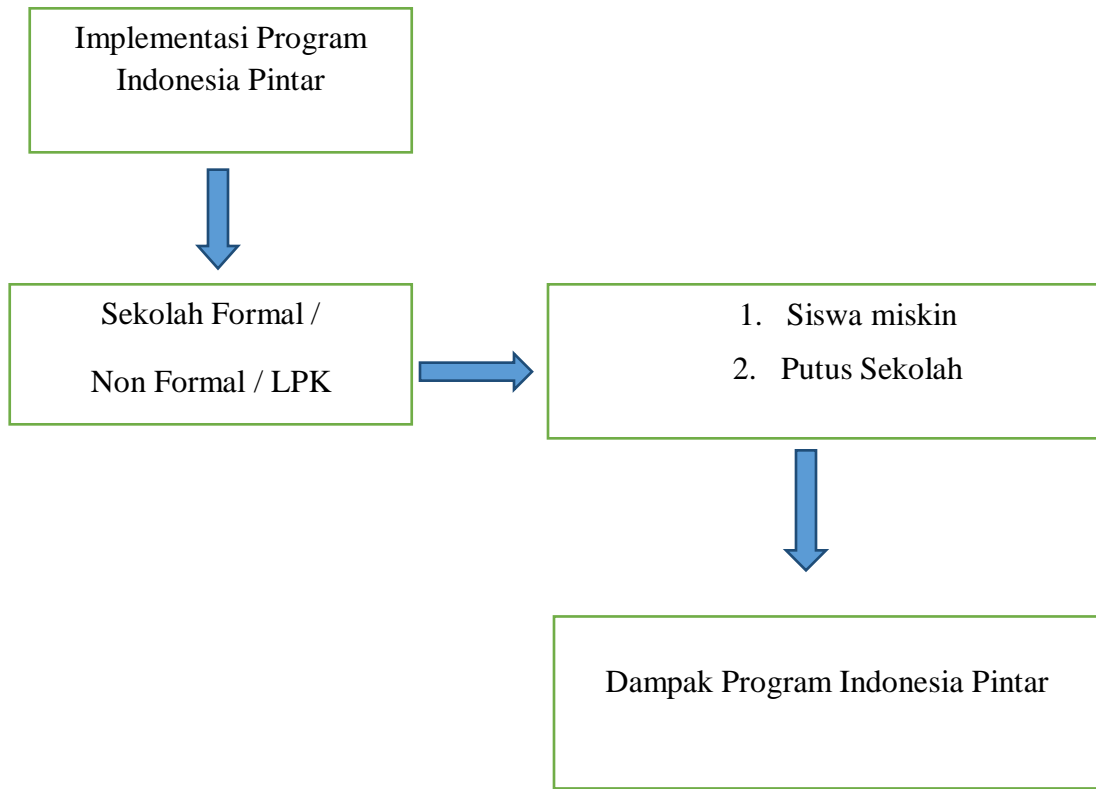 Implementasi Program
Indonesia Pintar
Sekolah Formal /
Non Formal / LPK
1. Siswa miskin
2. Putus Sekolah
Dampak Program Indonesia Pintar